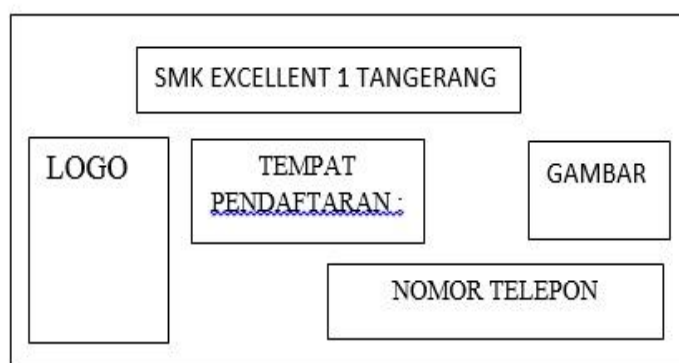 SMK EXCELLENT 1 TANGERANG
LOGO
TEMPAT
PENDAFTARAN :
GAMBAR
NOMOR TELEPON